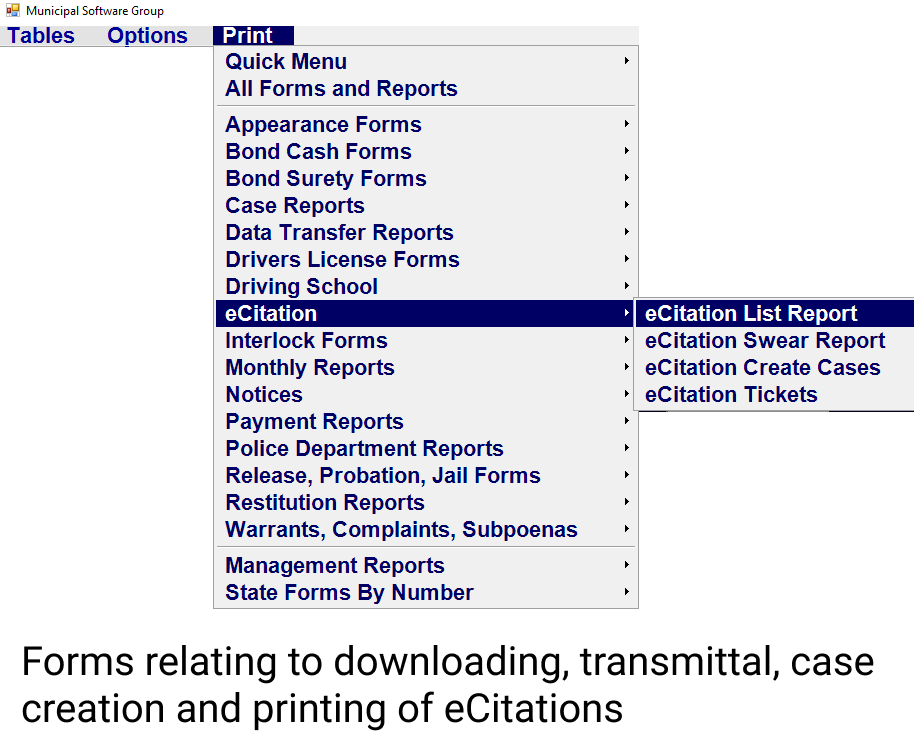 Municipal Software Group
Tables Options Print
Quick Menu
All Forms and Reports
Appearance Forms
Bond Cash Forms
Bond Surety Forms
Case Reports
Data Transfer Reports
Drivers License Forms
Driving School
eCitation
eCitation List Report
eCitation Swear Report
eCitation Create Cases
eCitation Tickets
Interlock Forms
Monthly Reports
Notices
Payment Reports
Police Department Reports
Release, Probation, Jail Forms
Restitution Reports
Warrants, Complaints, Subpoenas
Management Reports
State Forms By Number
Forms relating to downloading, transmittal, case
creation and printing of eCitations